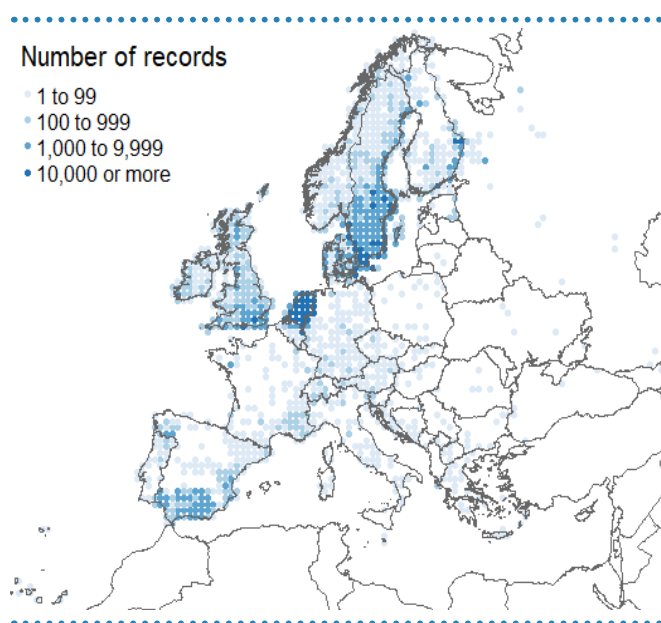 Number of records
1 to 99
100 to 999
1,000 to 9,999
10,000 or more